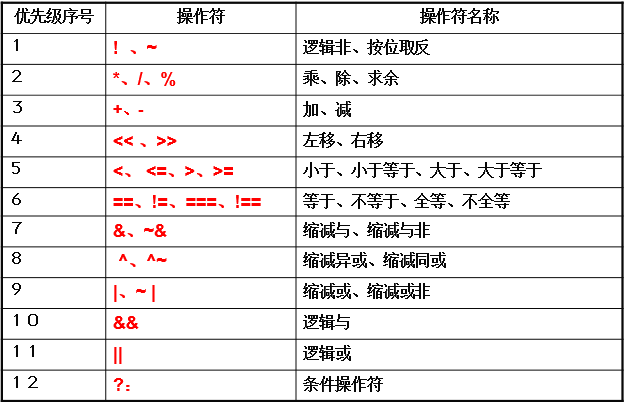 优先级序号 操作符 操作符名称
1 !、~ 逻辑非、按位取反
2 *、/、% 乘、除、求余
3 +、- 加、减
4 << 、>> 左移、右移
5 <、<=、>、>= 小于、小于等于、大于、大于等于
6 ==、!=、===、!== 等于、不等于、全等、不全等
7 &、~& 缩减与、缩减与非
8 ^、^~ 缩减异或、缩减同或
9 |、~ | 缩减或、缩减或非
10 && 逻辑与
11 || 逻辑或
12 ?: 条件操作符